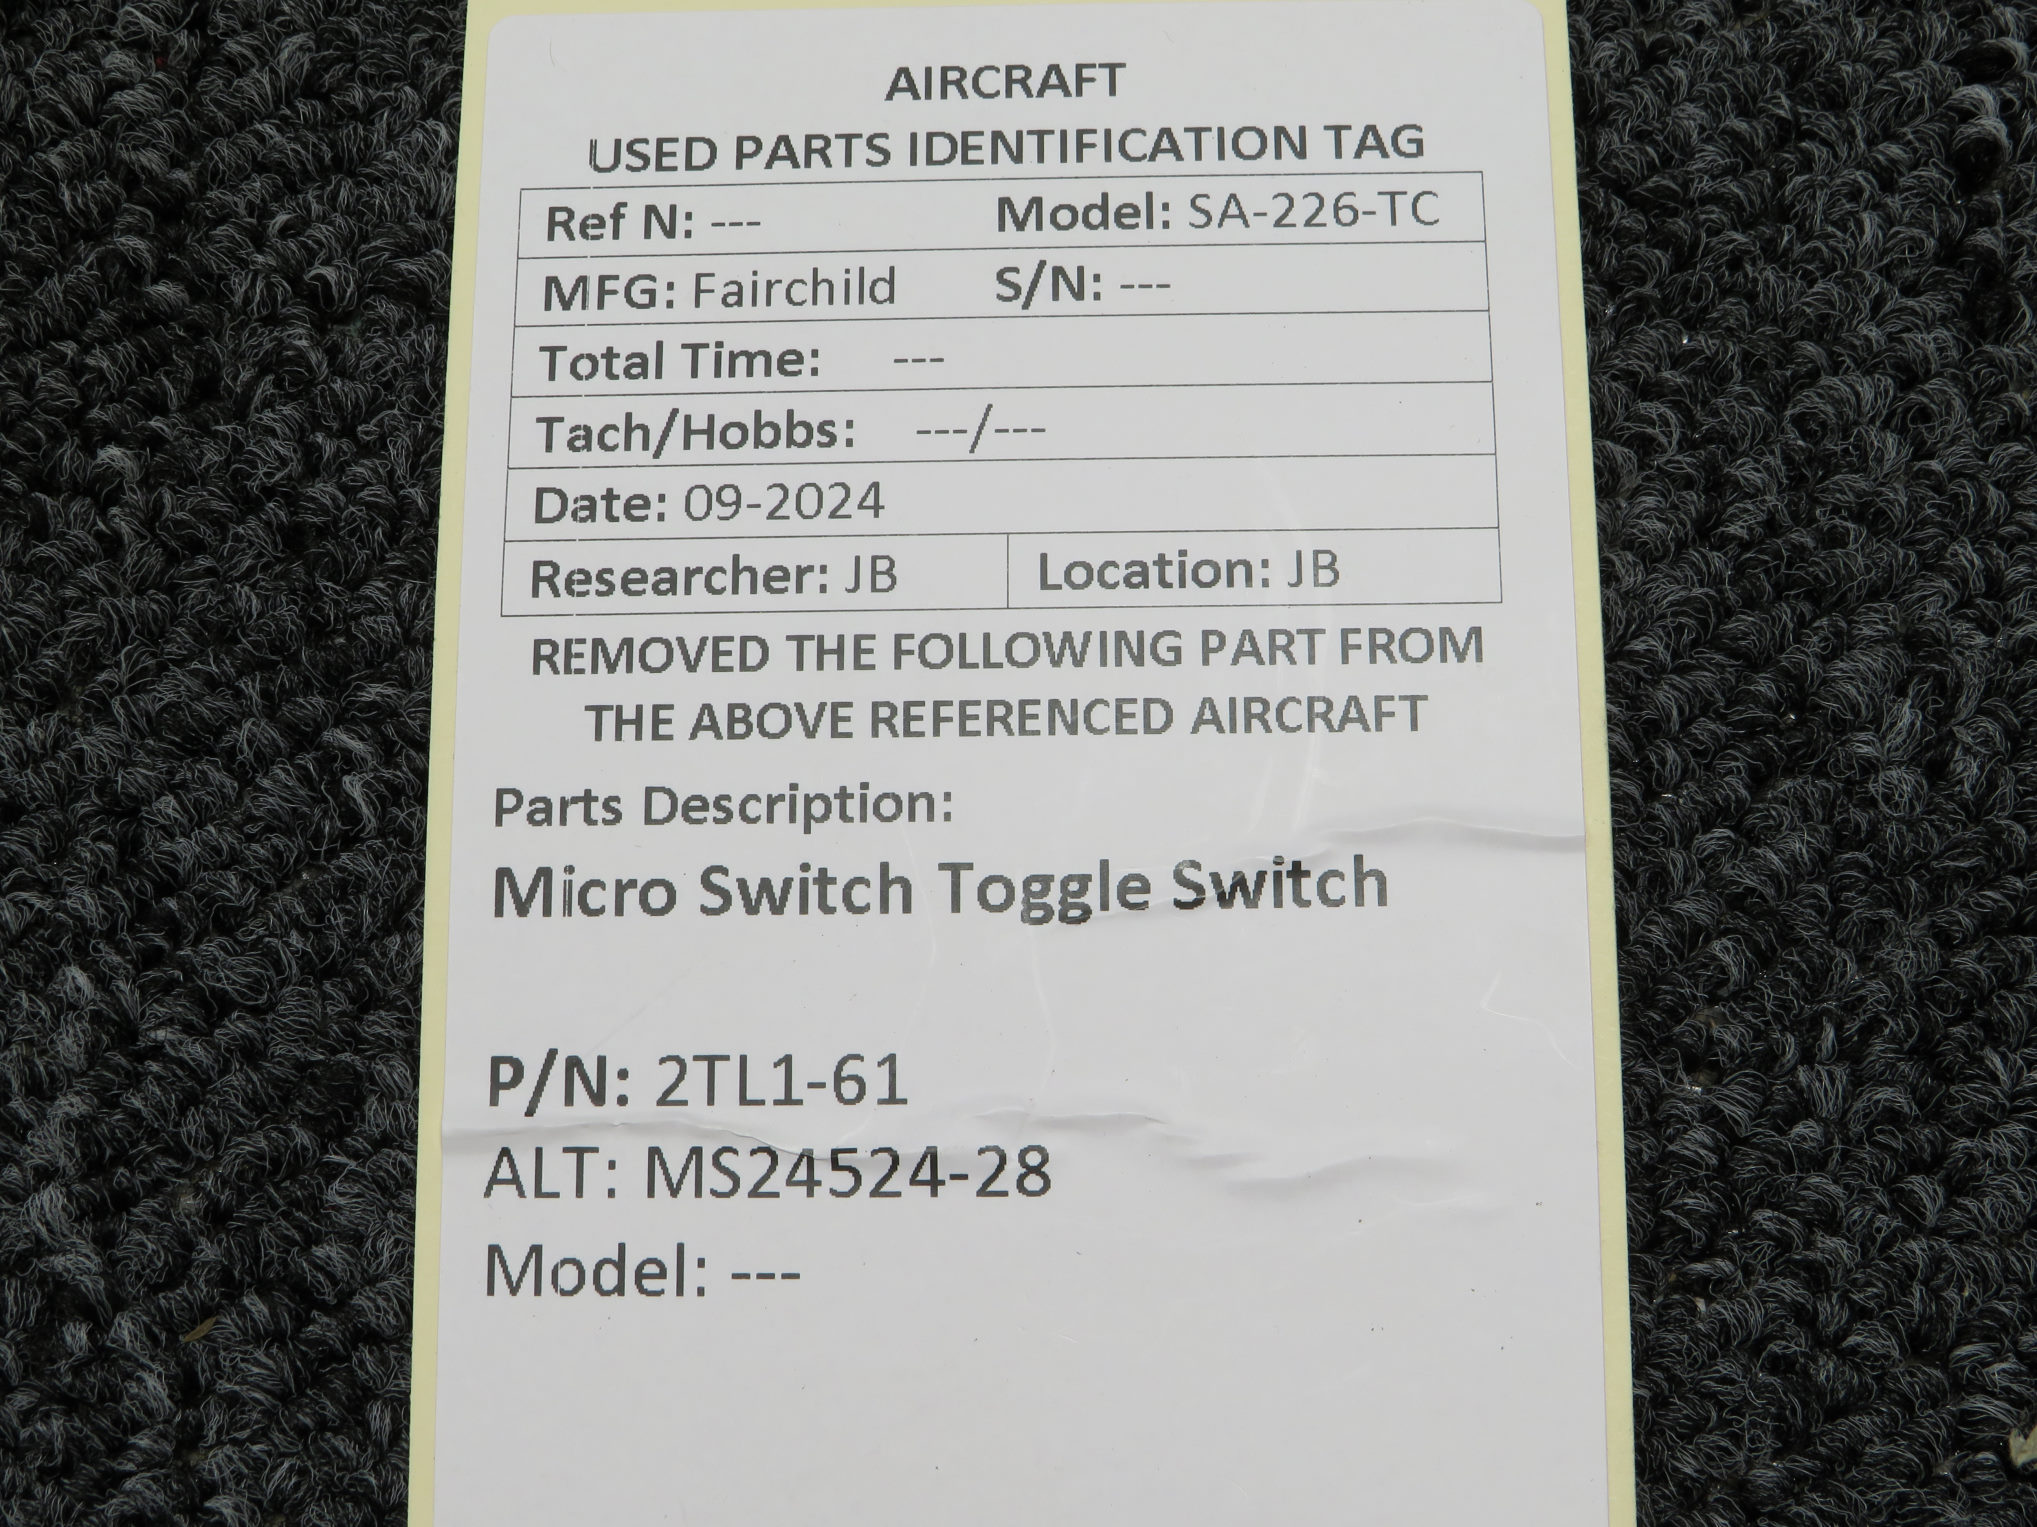 AIRCRAFT
USED PARTS IDENTIFICATION TAG
Ref N: --- Model: SA-226-TC
MFG: Fairchild S/N: ---
Total Time: ---
Tach/Hobbs: ---/---
Date: 09-2024
Researcher: JB Location: JB
REMOVED THE FOLLOWING PART FROM
THE ABOVE REFERENCED AIRCRAFT
Parts Description:
Micro Switch Toggle Switch
P/N: 2TL1-61
ALT: MS24524-28
Model: ---